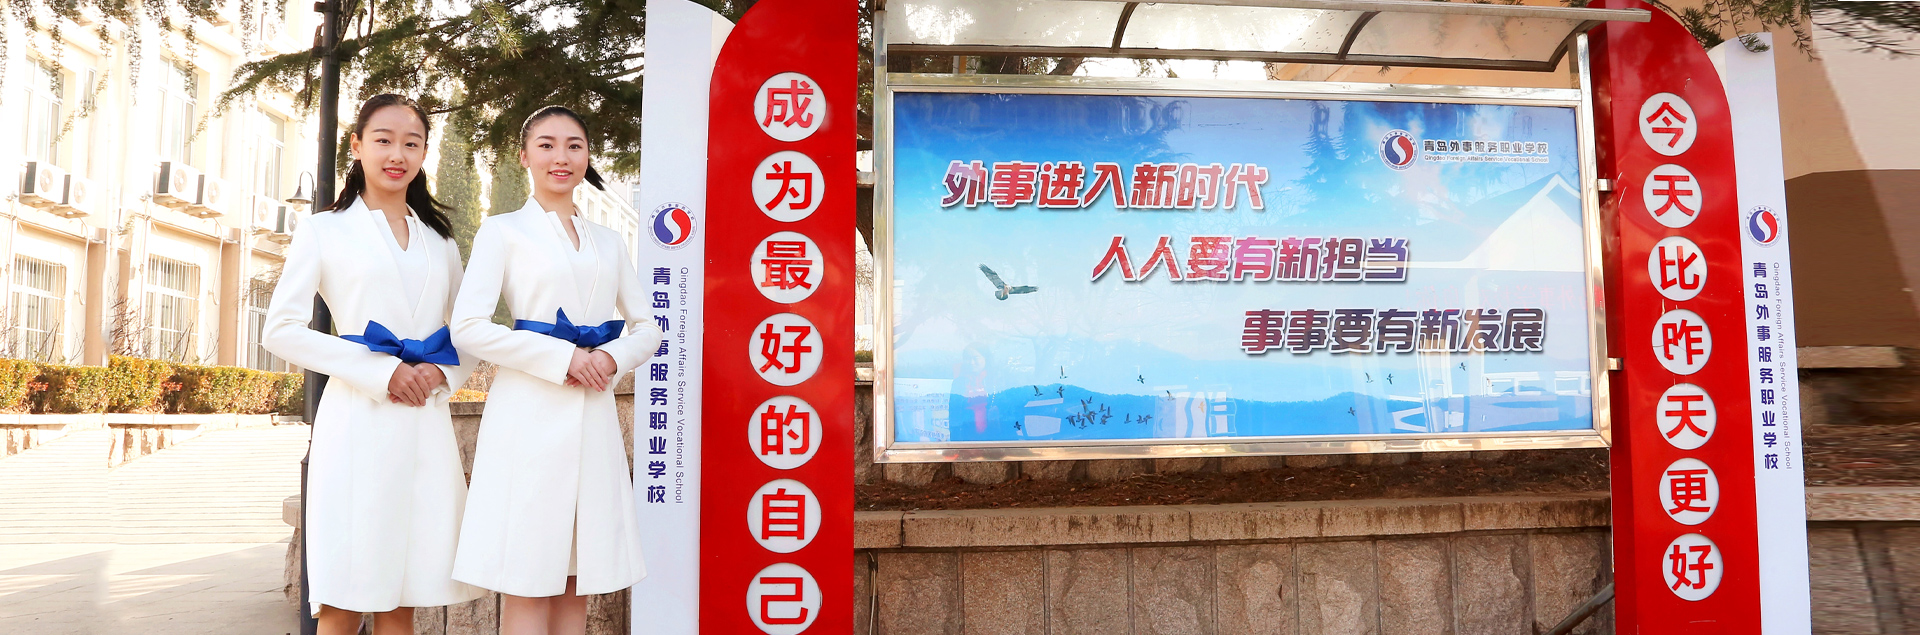 青岛外事服务职业学校
Qingdao Foreign Affairs Service Vocational School
成为最好的自己
青岛外事服务职业学校
Qingdao Foreign Affairs Service Vocational School
外事进入新时代
人人要有新担当
事事要有新发展
今天比昨天更好
青岛外事服务职业学校
Qingdao Foreign Affairs Service Vocational School